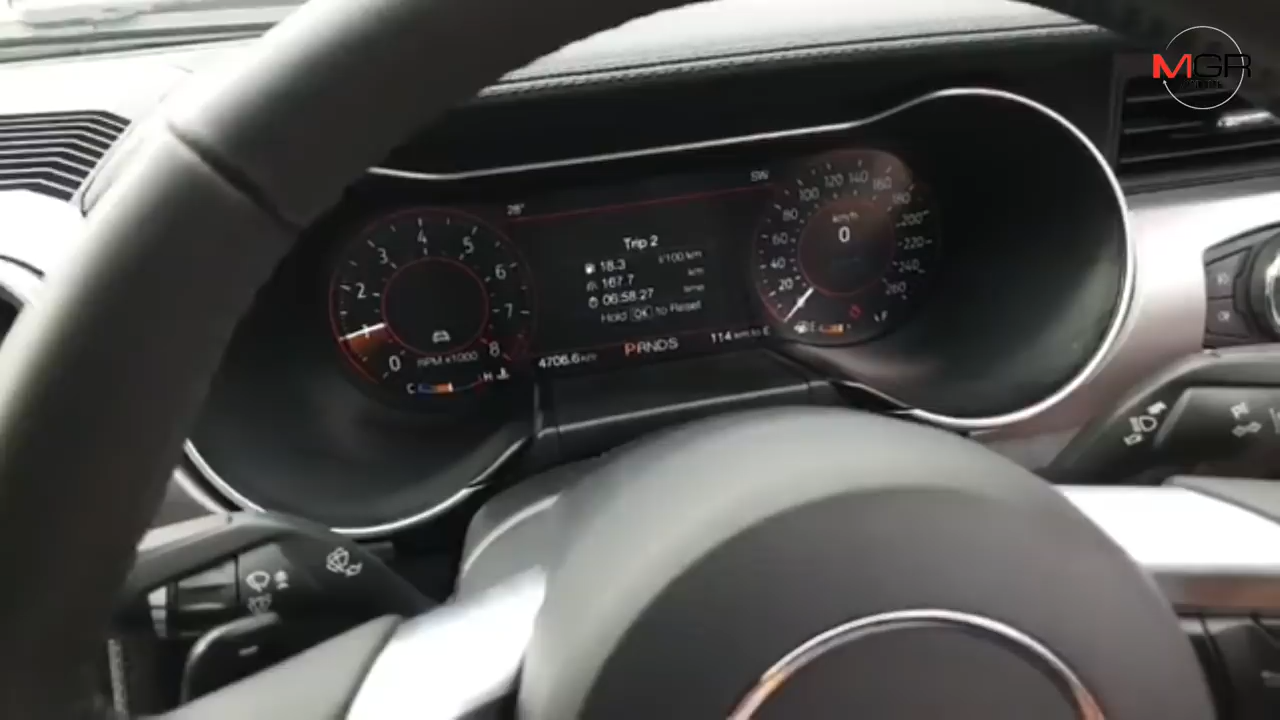 MGR
SW
28°
Trip 2
18.3 l/100 km
167.7 km
06:58:27 time
Hold OK to Reset
4706.6 km
PRNDS
114 km to E
0
1
2
3
4
5
6
7
8
RPM x1000
C
H
20
40
60
80
100
120
140
160
180
200
220
240
260
km/h
0
E
F